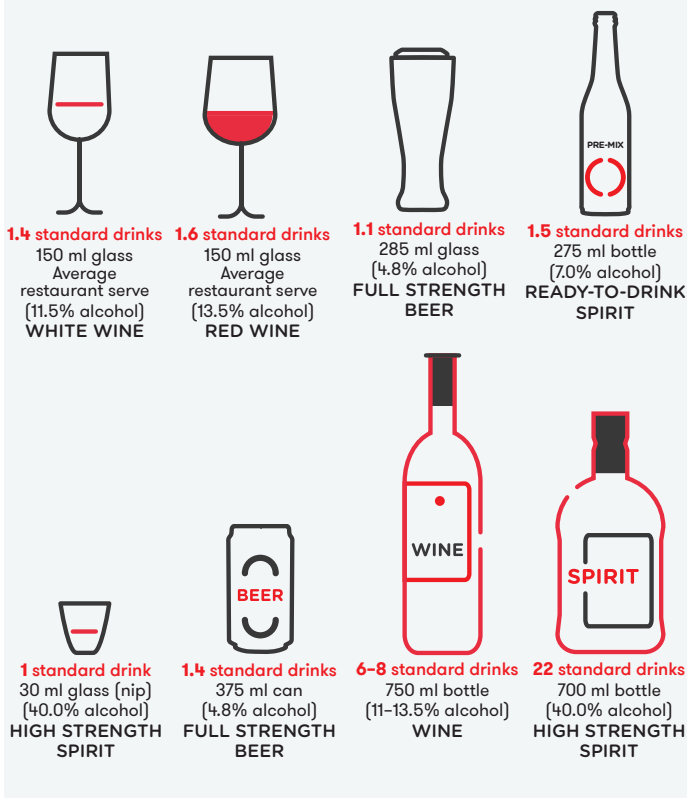 PRE-MIX
1.4 standard drinks
150 ml glass
Average
restaurant serve
(11.5% alcohol)
WHITE WINE
1.6 standard drinks
150 ml glass
Average
restaurant serve
(13.5% alcohol)
RED WINE
1.1 standard drinks
285 ml glass
(4.8% alcohol)
FULL STRENGTH
BEER
1.5 standard drinks
275 ml bottle
(7.0% alcohol)
READY-TO-DRINK
SPIRIT
1 standard drink
30 ml glass (nip)
(40.0% alcohol)
HIGH STRENGTH
SPIRIT
BEER
1.4 standard drinks
375 ml can
(4.8% alcohol)
FULL STRENGTH
BEER
WINE
6–8 standard drinks
750 ml bottle
(11–13.5% alcohol)
WINE
SPIRIT
22 standard drinks
700 ml bottle
(40.0% alcohol)
HIGH STRENGTH
SPIRIT